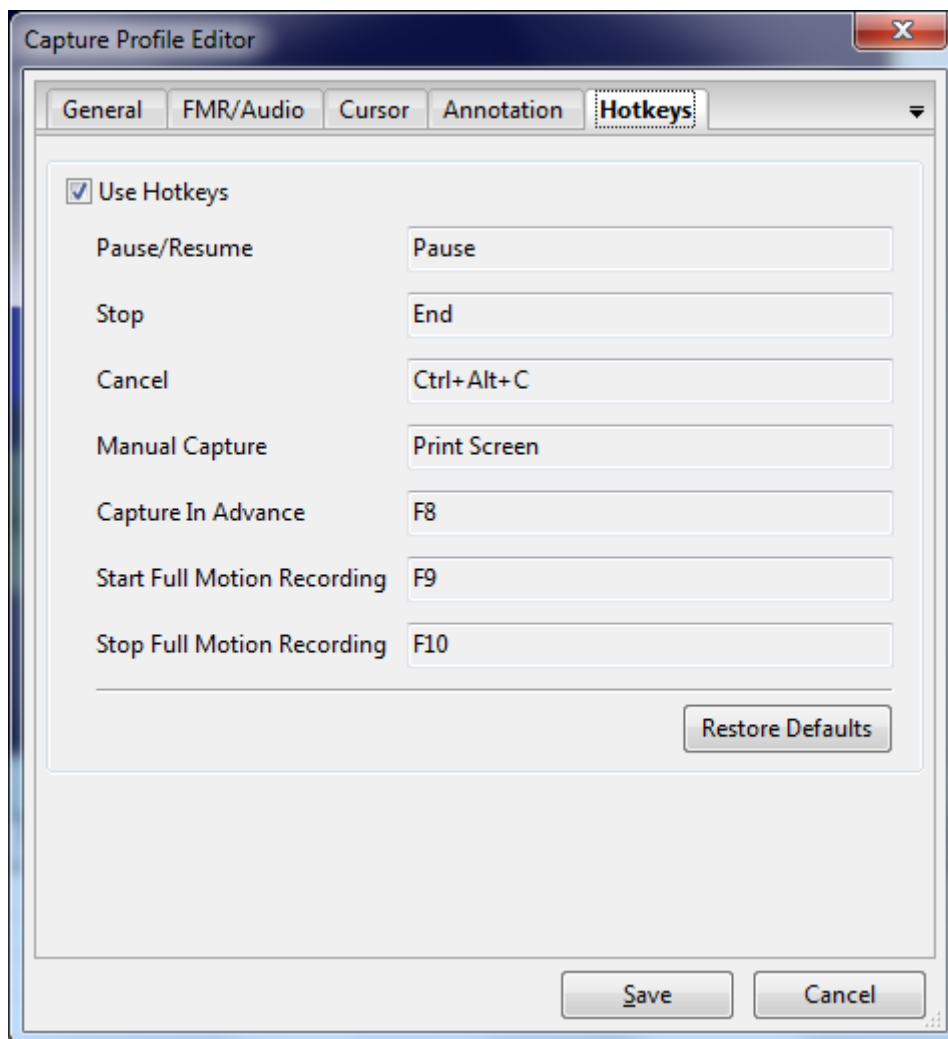 Capture Profile Editor
General FMR/Audio Cursor Annotation Hotkeys
Use Hotkeys
Pause/Resume Pause
Stop End
Cancel Ctrl+Alt+C
Manual Capture Print Screen
Capture In Advance F8
Start Full Motion Recording F9
Stop Full Motion Recording F10
Restore Defaults
Save Cancel